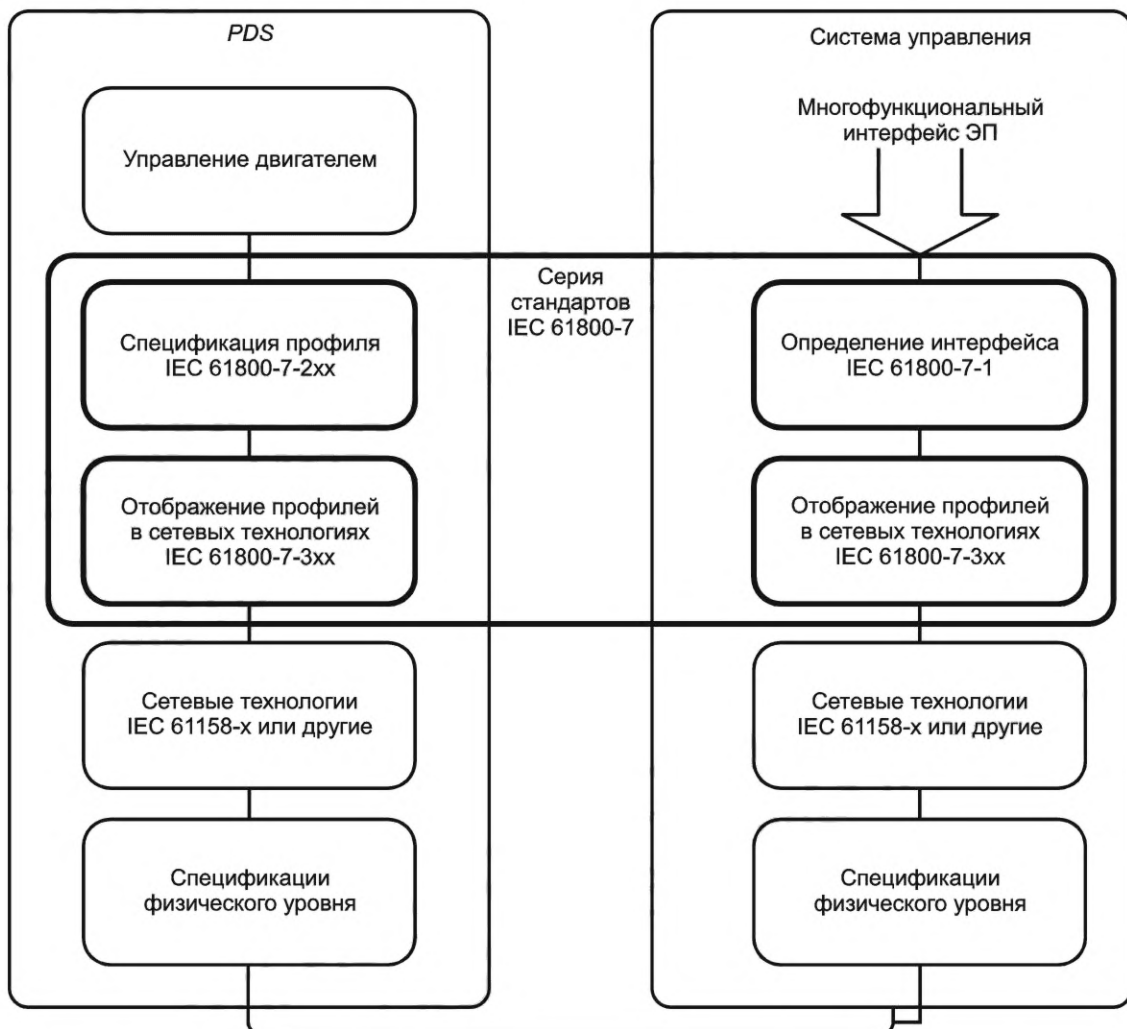 PDS
Управление двигателем
Спецификация профиля
IEC 61800-7-2xx
Отображение профилей
в сетевых технологиях
IEC 61800-7-3xx
Сетевые технологии
IEC 61158-x или другие
Спецификации
физического уровня
Серия
стандартов
IEC 61800-7
Система управления
Многофункциональный
интерфейс ЭП
Определение интерфейса
IEC 61800-7-1
Отображение профилей
в сетевых технологиях
IEC 61800-7-3xx
Сетевые технологии
IEC 61158-x или другие
Спецификации
физического уровня